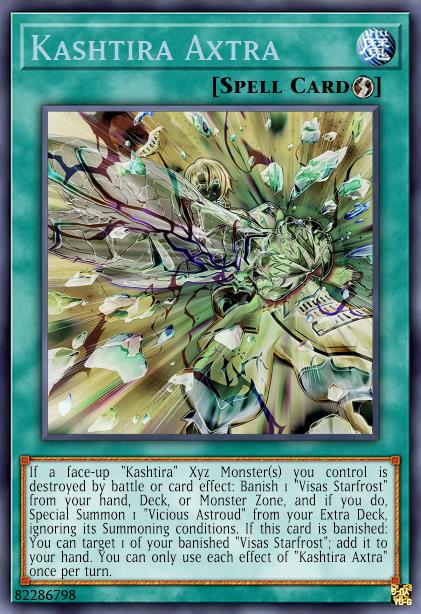 Kashtira Axtra
魔
[Spell Card]
If a face-up "Kashtira" Xyz Monster(s) you control is
destroyed by battle or card effect: Banish 1 "Visas Starfrost"
from your hand, Deck, or Monster Zone, and if you do,
Special Summon 1 "Vicious Astroud" from your Extra Deck,
ignoring its Summoning conditions. If this card is banished:
You can target 1 of your banished "Visas Starfrost"; add it to
your hand. You can only use each effect of "Kashtira Axtra"
once per turn.
82286798